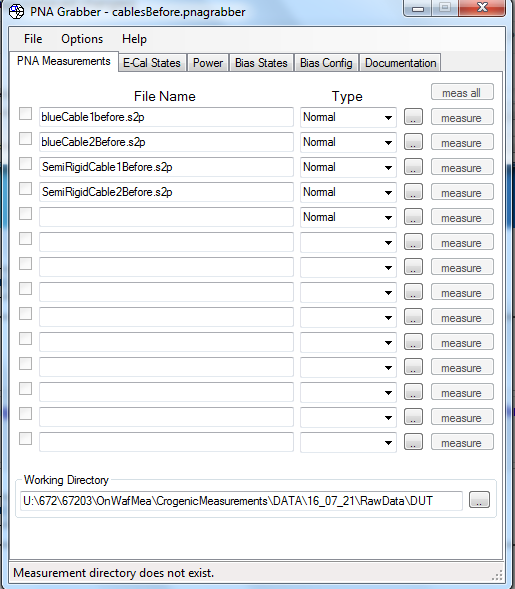 PNA Grabber - cablesBefore.pnagrabber
File Options Help
PNA Measurements E-Cal States Power Bias States Bias Config Documentation
File Name Type meas all
blueCable1before.s2p Normal .. measure
blueCable2Before.s2p Normal .. measure
SemiRigidCable1Before.s2p Normal .. measure
SemiRigidCable2Before.s2p Normal .. measure
Normal .. measure
.. measure
.. measure
.. measure
.. measure
.. measure
.. measure
.. measure
.. measure
.. measure
Working Directory
U:\672\67203\OnWafMea\CrogenicMeasurements\DATA\16_07_21\RawData\DUT ..
Measurement directory does not exist.